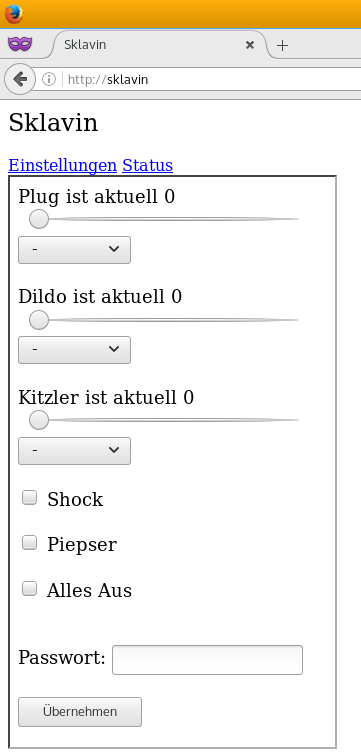 Sklavin
http://sklavin
Sklavin
Einstellungen Status
Plug ist aktuell 0
-
Dildo ist aktuell 0
-
Kitzler ist aktuell 0
-
Shock
Piepser
Alles Aus
Passwort:
Übernehmen